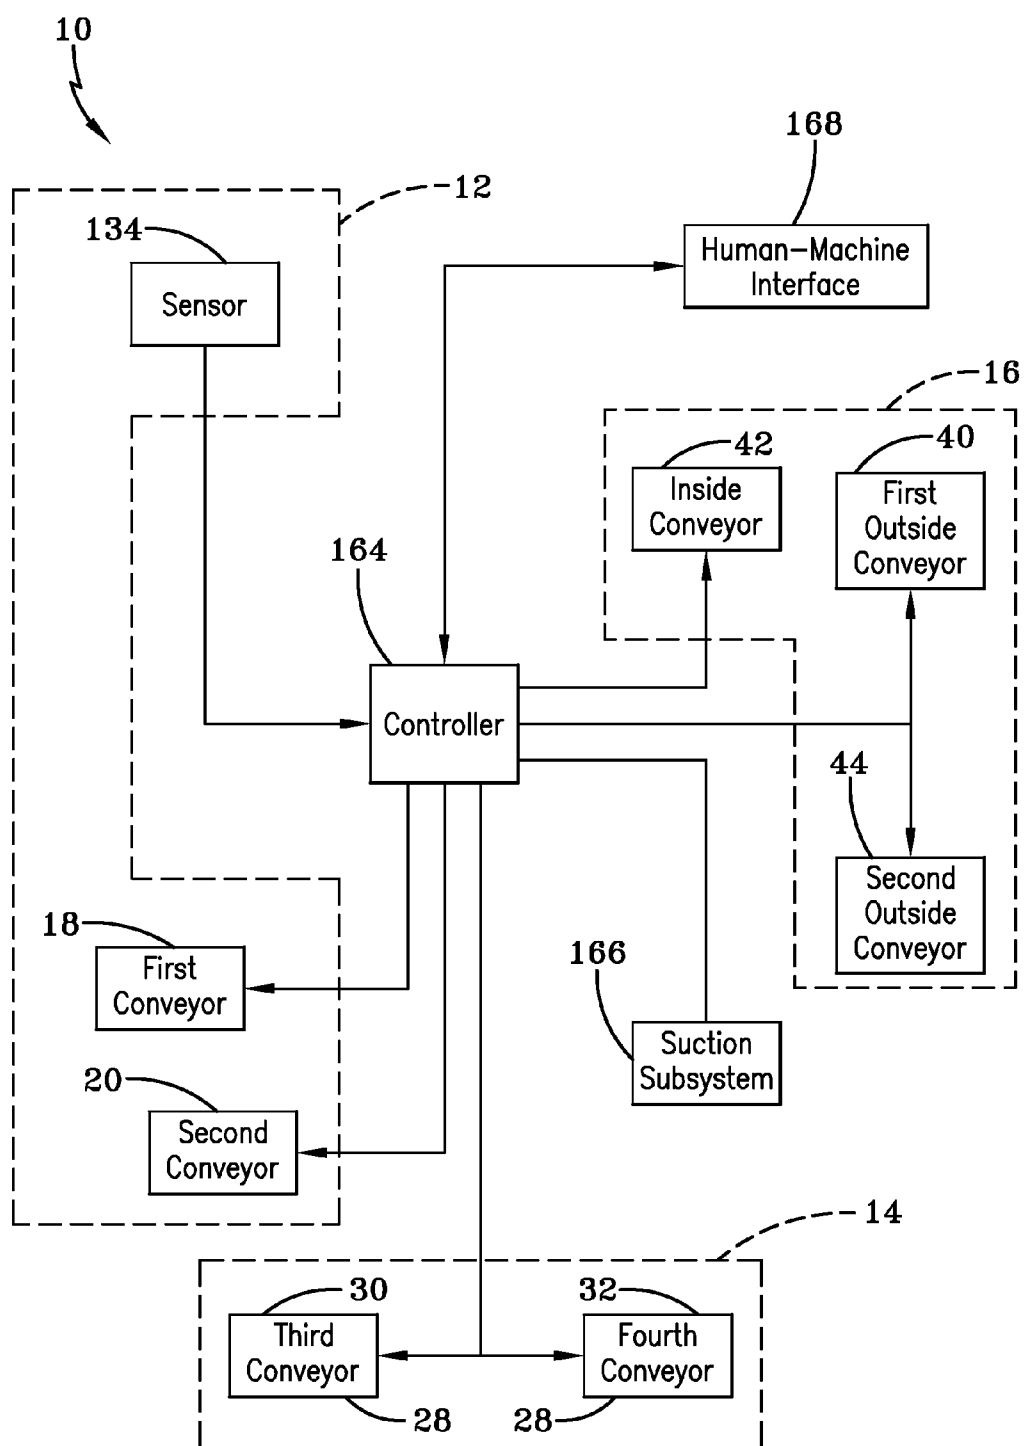 10
168
12
134
Human-Machine
Interface
Sensor
16
42
40
Inside
Conveyor
First
Outside
Conveyor
164
Controller
44
Second
Outside
Conveyor
18
166
First
Conveyor
Suction
Subsystem
20
Second
Conveyor
14
30
32
Third
Conveyor
Fourth
Conveyor
28
28